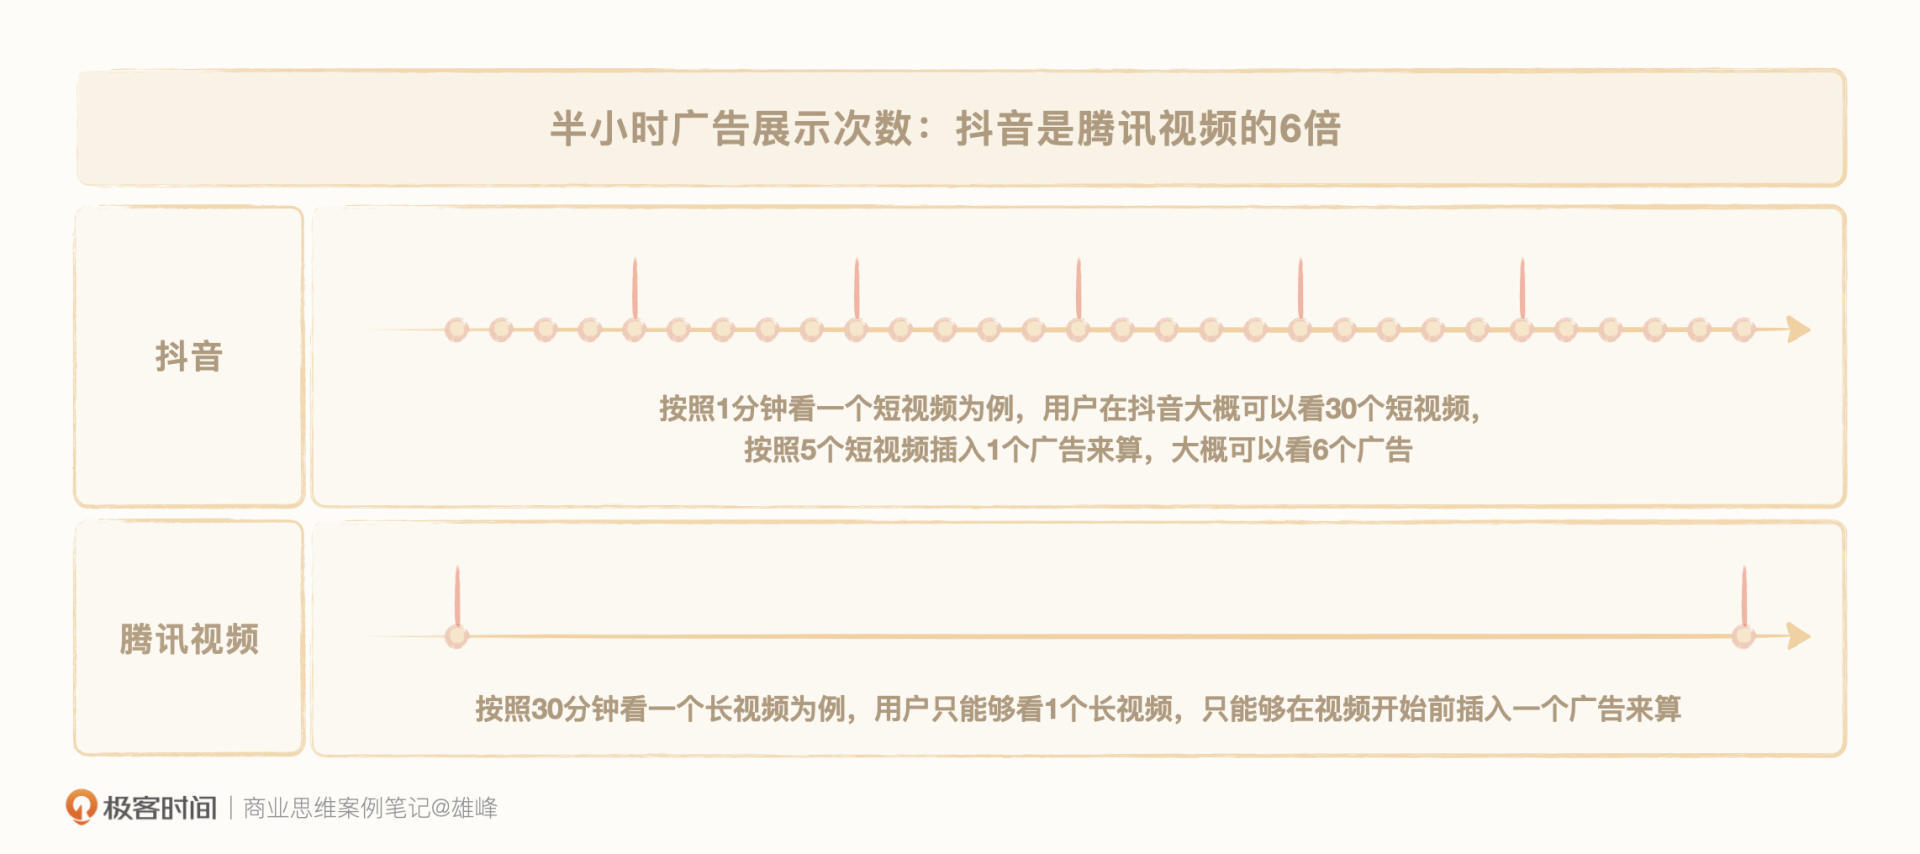 半小时广告展示次数：抖音是腾讯视频的6倍
抖音
按照1分钟看一个短视频为例，用户在抖音大概可以看30个短视频，
按照5个短视频插入1个广告来算，大概可以看6个广告
腾讯视频
按照30分钟看一个长视频为例，用户只能够看1个长视频，只能够在视频开始前插入一个广告来算
极客时间｜商业思维案例笔记@雄峰